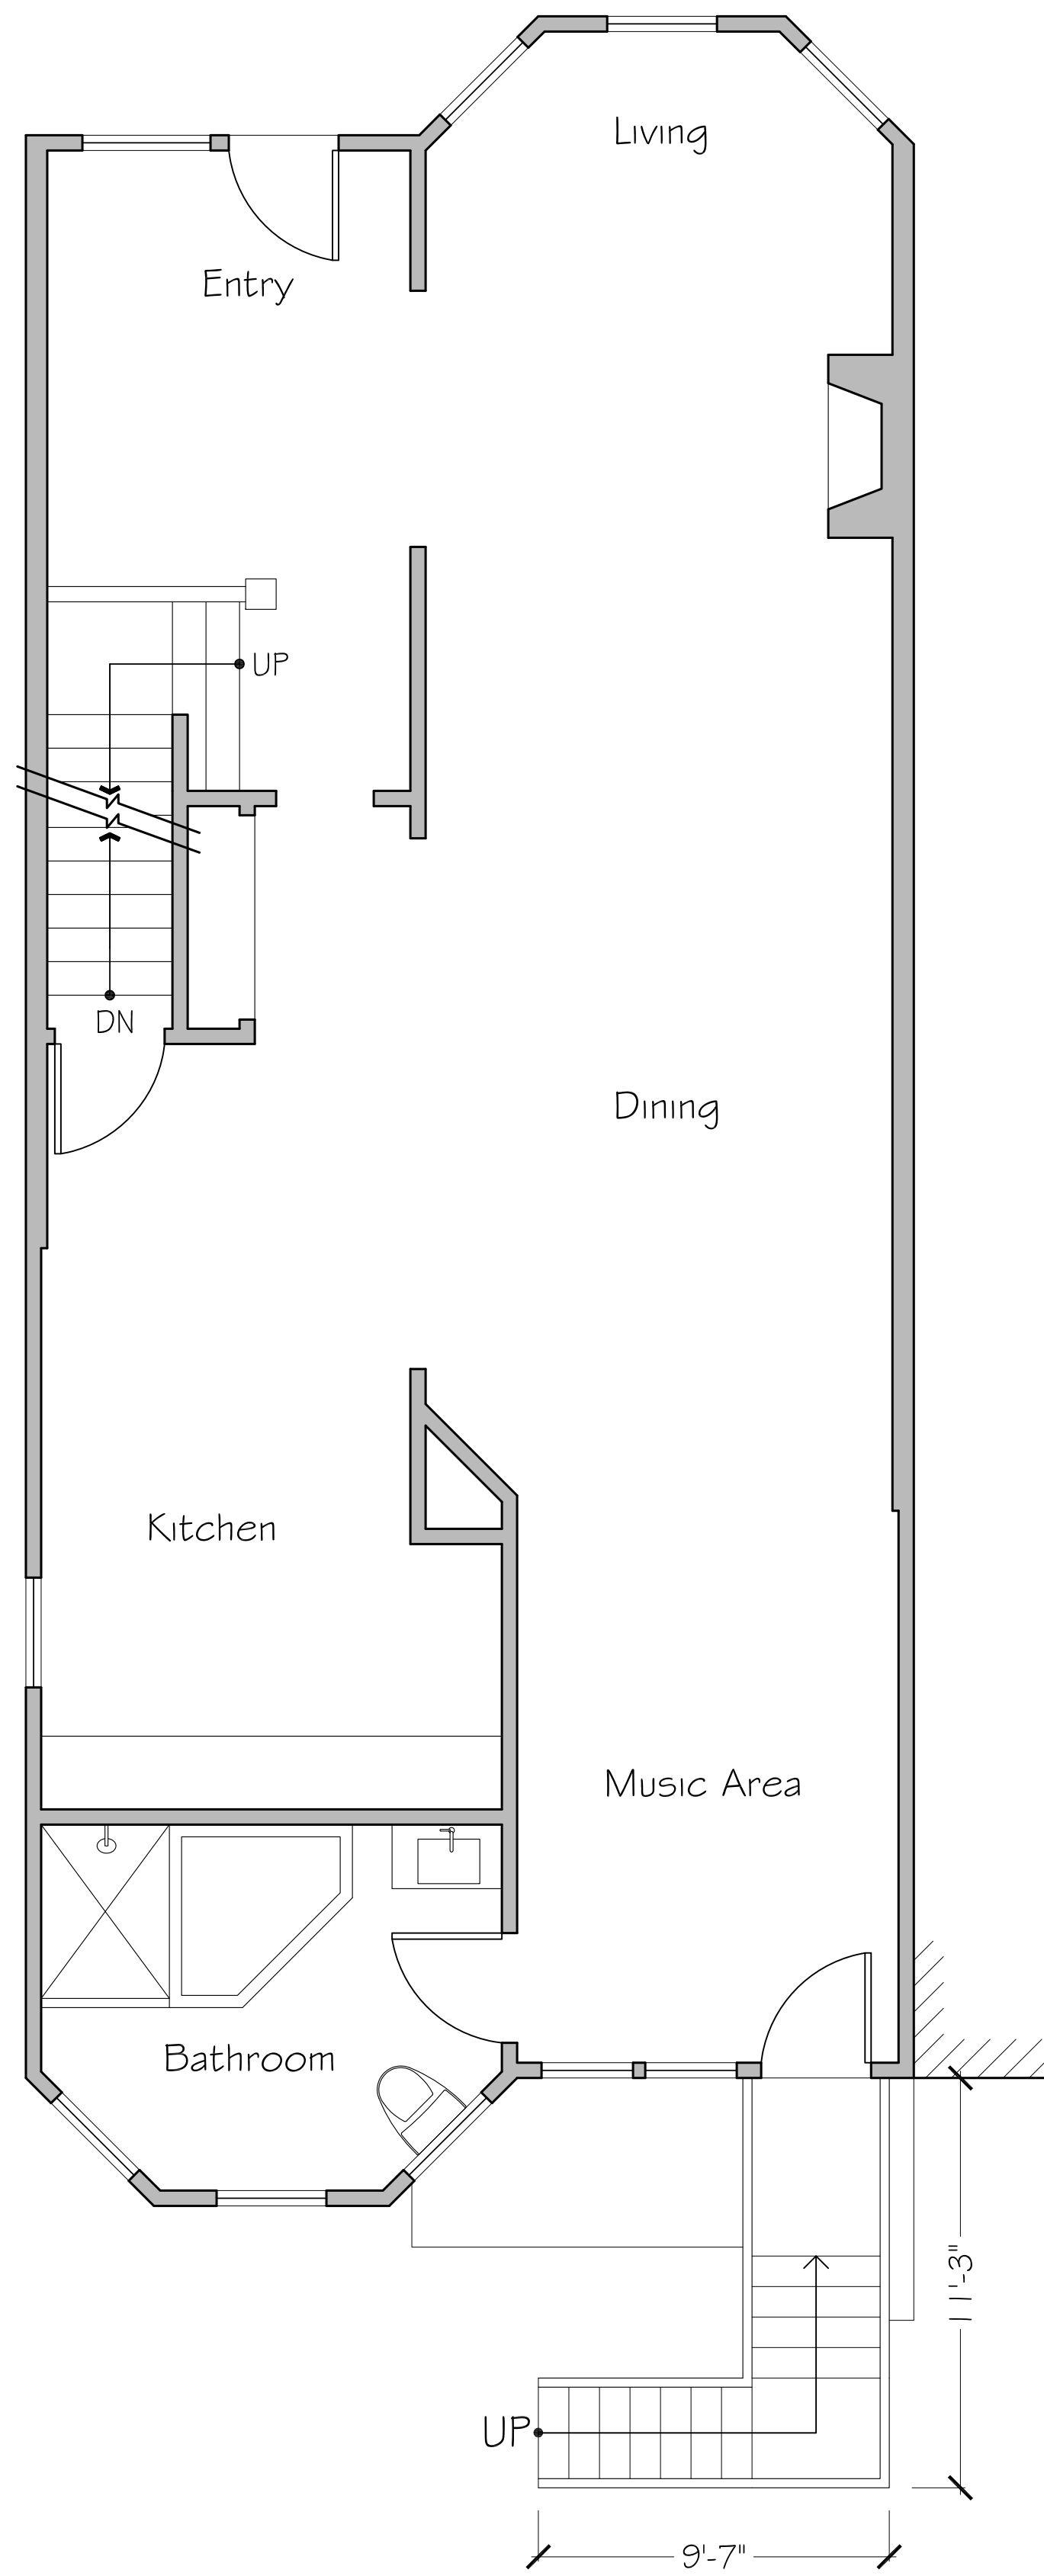 Living
Entry
UP
DN
Dining
Kitchen
Music Area
Bathroom
11'-3"
UP
9'-7"